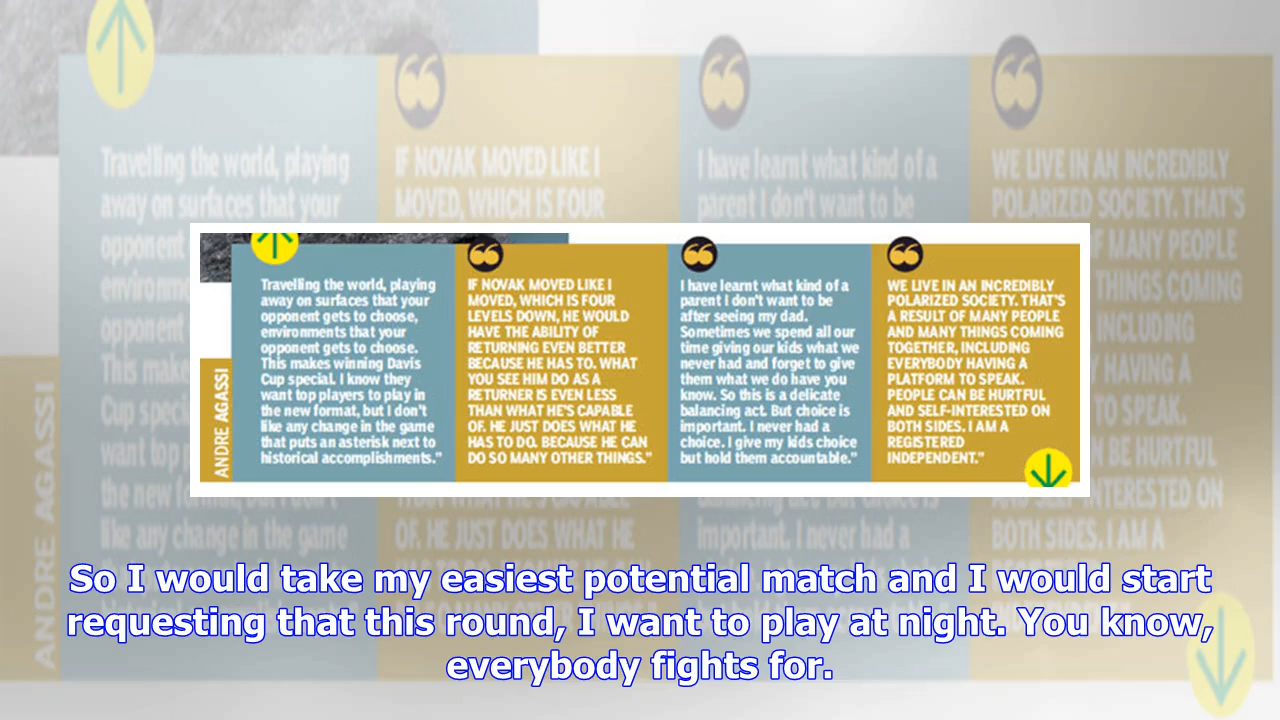 ANDRE AGASSI
Travelling the world, playing
away on surfaces that your
opponent gets to choose,
environments that your
opponent gets to choose.
This makes winning Davis
Cup special. I know they
want top players to play in
the new format, but I don't
like any change in the game
that puts an asterisk next to
historical accomplishments."
IF NOVAK MOVED LIKE I
MOVED, WHICH IS FOUR
LEVELS DOWN, HE WOULD
HAVE THE ABILITY OF
RETURNING EVEN BETTER
BECAUSE HE HAS TO. WHAT
YOU SEE HIM DO AS A
RETURNER IS EVEN LESS
THAN WHAT HE'S CAPABLE
OF. HE JUST DOES WHAT HE
HAS TO DO. BECAUSE HE CAN
DO SO MANY OTHER THINGS."
I have learnt what kind of a
parent I don't want to be
after seeing my dad.
Sometimes we spend all our
time giving our kids what we
never had and forget to give
them what we do have you
know. So this is a delicate
balancing act. But choice is
important. I never had a
choice. I give my kids choice
but hold them accountable."
WE LIVE IN AN INCREDIBLY
POLARIZED SOCIETY. THAT'S
A RESULT OF MANY PEOPLE
AND MANY THINGS COMING
TOGETHER, INCLUDING
EVERYBODY HAVING A
PLATFORM TO SPEAK.
PEOPLE CAN BE HURTFUL
AND SELF-INTERESTED ON
BOTH SIDES. I AM A
REGISTERED
INDEPENDENT."
So I would take my easiest potential match and I would start
requesting that this round, I want to play at night. You know,
everybody fights for.